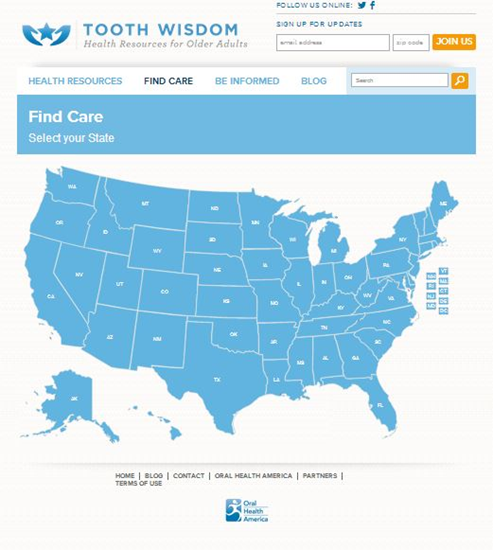 FOLLOW US ONLINE:
TOOTH WISDOM
Health Resources for Older Adults
SIGN UP FOR UPDATES
email address
zip code
JOIN US
HEALTH RESOURCES
FIND CARE
BE INFORMED
BLOG
Search
Find Care
Select your State
WA
MT
ND
MN
ME
OR
ID
SD
WI
MI
NY
WY
NV
UT
CO
NE
IN
OH
PA
VT
CA
KS
MO
KY
WV
VA
AZ
NM
OK
AR
TN
NC
SC
TX
LA
MS
AL
GA
FL
AK
HOME | BLOG | CONTACT | ORAL HEALTH AMERICA | PARTNERS |
TERMS OF USE
Oral
Health
America